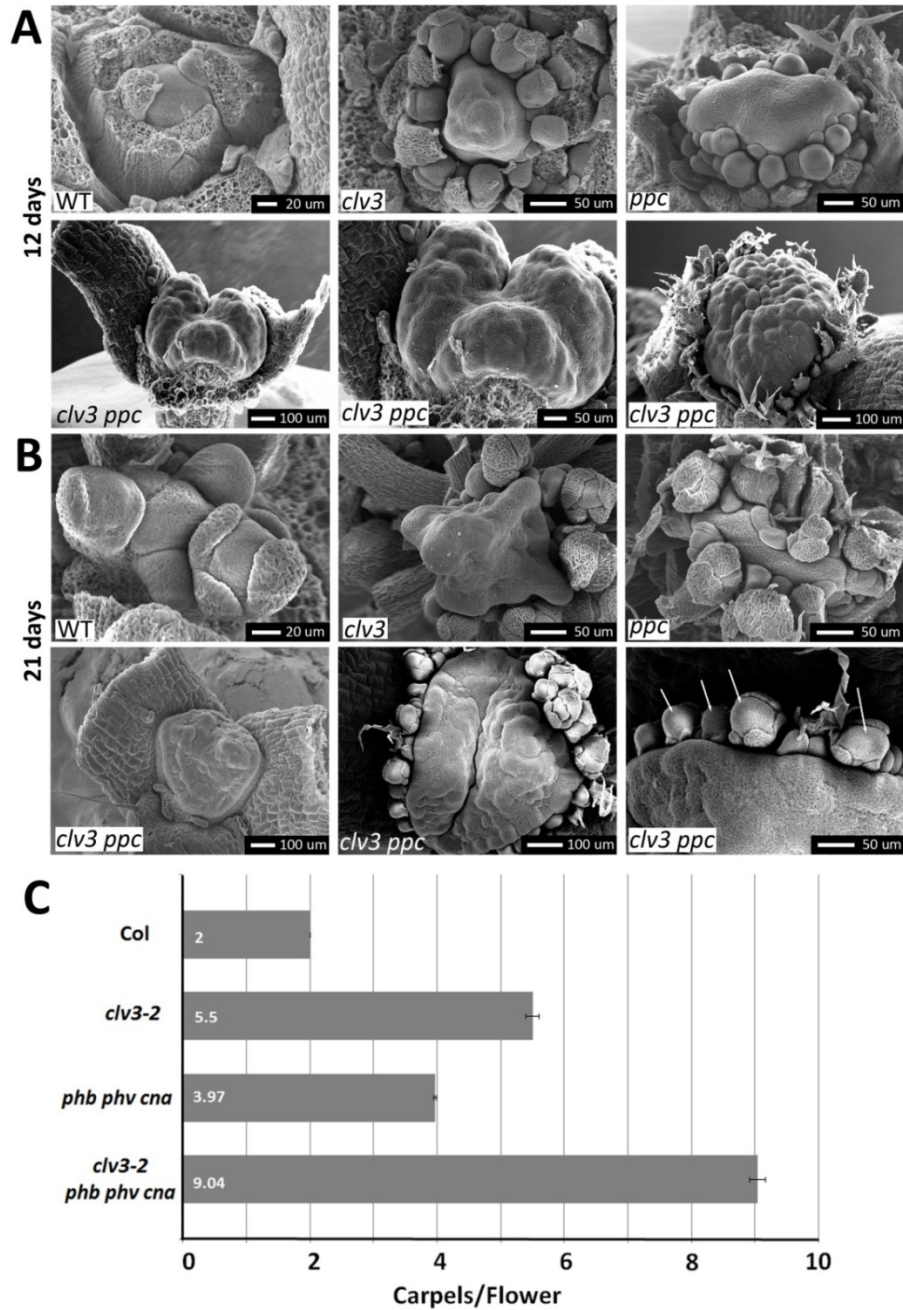 A
12 days
WT
20 um
clv3
50 um
ppc
50 um
clv3 ppc
100 um
clv3 ppc
50 um
clv3 ppc
100 um
B
21 days
WT
20 um
clv3
50 um
ppc
50 um
clv3 ppc
100 um
clv3 ppc
100 um
clv3 ppc
50 um
C
Col
2
clv3-2
5.5
phb phv cna
3.97
clv3-2
phb phv cna
9.04
0 2 4 6 8 10
Carpels/Flower